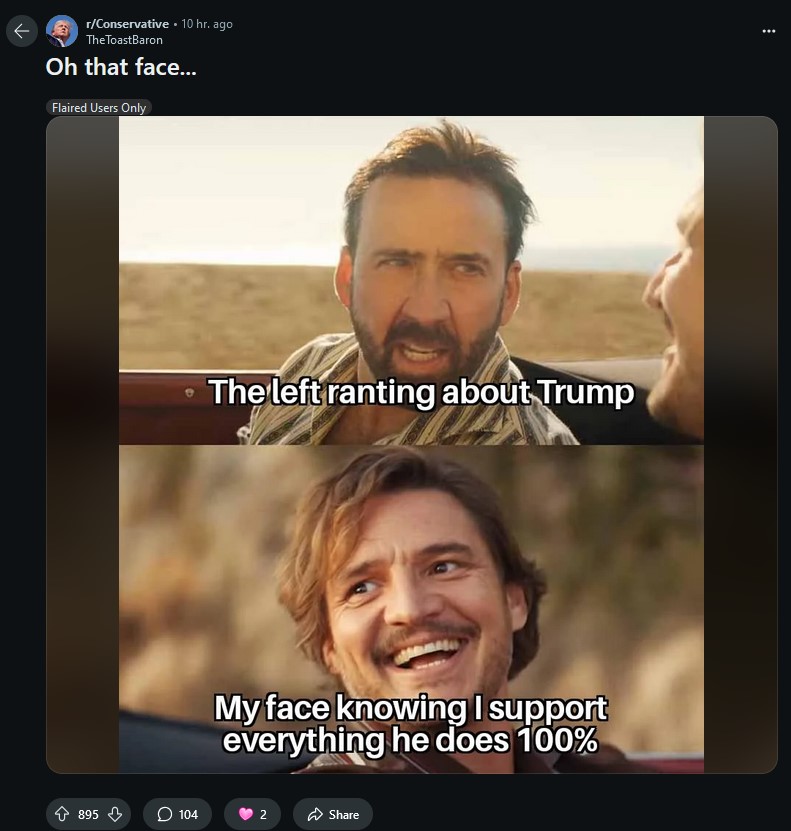 r/Conservative • 10 hr. ago
TheToastBaron
Oh that face...
Flaired Users Only
The left ranting about Trump
My face knowing I support
everything he does 100%
895
104
2
Share